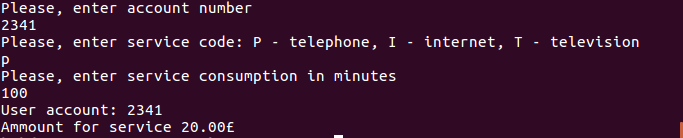 Please, enter account number
2341
Please, enter service code: P - telephone, I - internet, T - television
p
Please, enter service consumption in minutes
100
User account: 2341
Ammount for service 20.00£